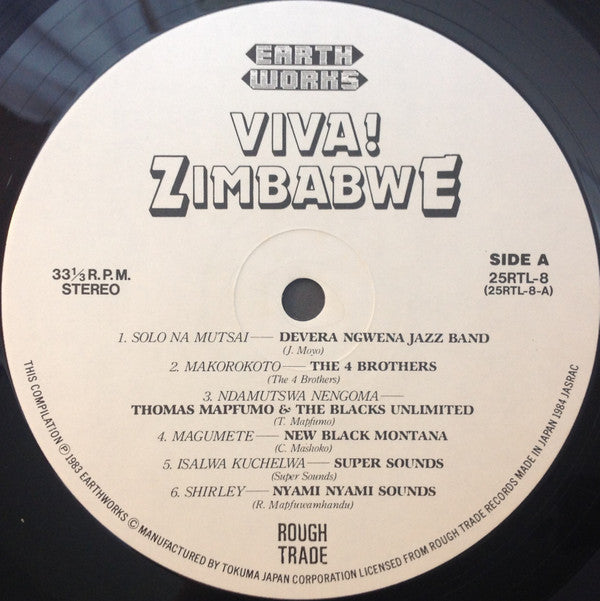 EARTH
WORKS
VIVA!
ZIMBABWE
33⅓ R.P.M.
STEREO
SIDE A
25RTL-8
(25RTL-8-A)
1. SOLO NA MUTSAI — DEVERA NGWENA JAZZ BAND
(J. Moyo)
2. MAKOROKOTO — THE 4 BROTHERS
(The 4 Brothers)
3. NDAMUTSWA NENGOMA —
THOMAS MAPFUMO & THE BLACKS UNLIMITED
(T. Mapfumo)
4. MAGUMETE — NEW BLACK MONTANA
(C. Mashoko)
5. ISALWA KUCHELWA — SUPER SOUNDS
(Super Sounds)
6. SHIRLEY — NYAMI NYAMI SOUNDS
(R. Mapfuwamhandu)
ROUGH
TRADE
THIS COMPILATION ℗ 1983 EARTHWORKS © MANUFACTURED BY TOKUMA JAPAN CORPORATION LICENSED FROM ROUGH TRADE RECORDS MADE IN JAPAN 1984 JASRAC